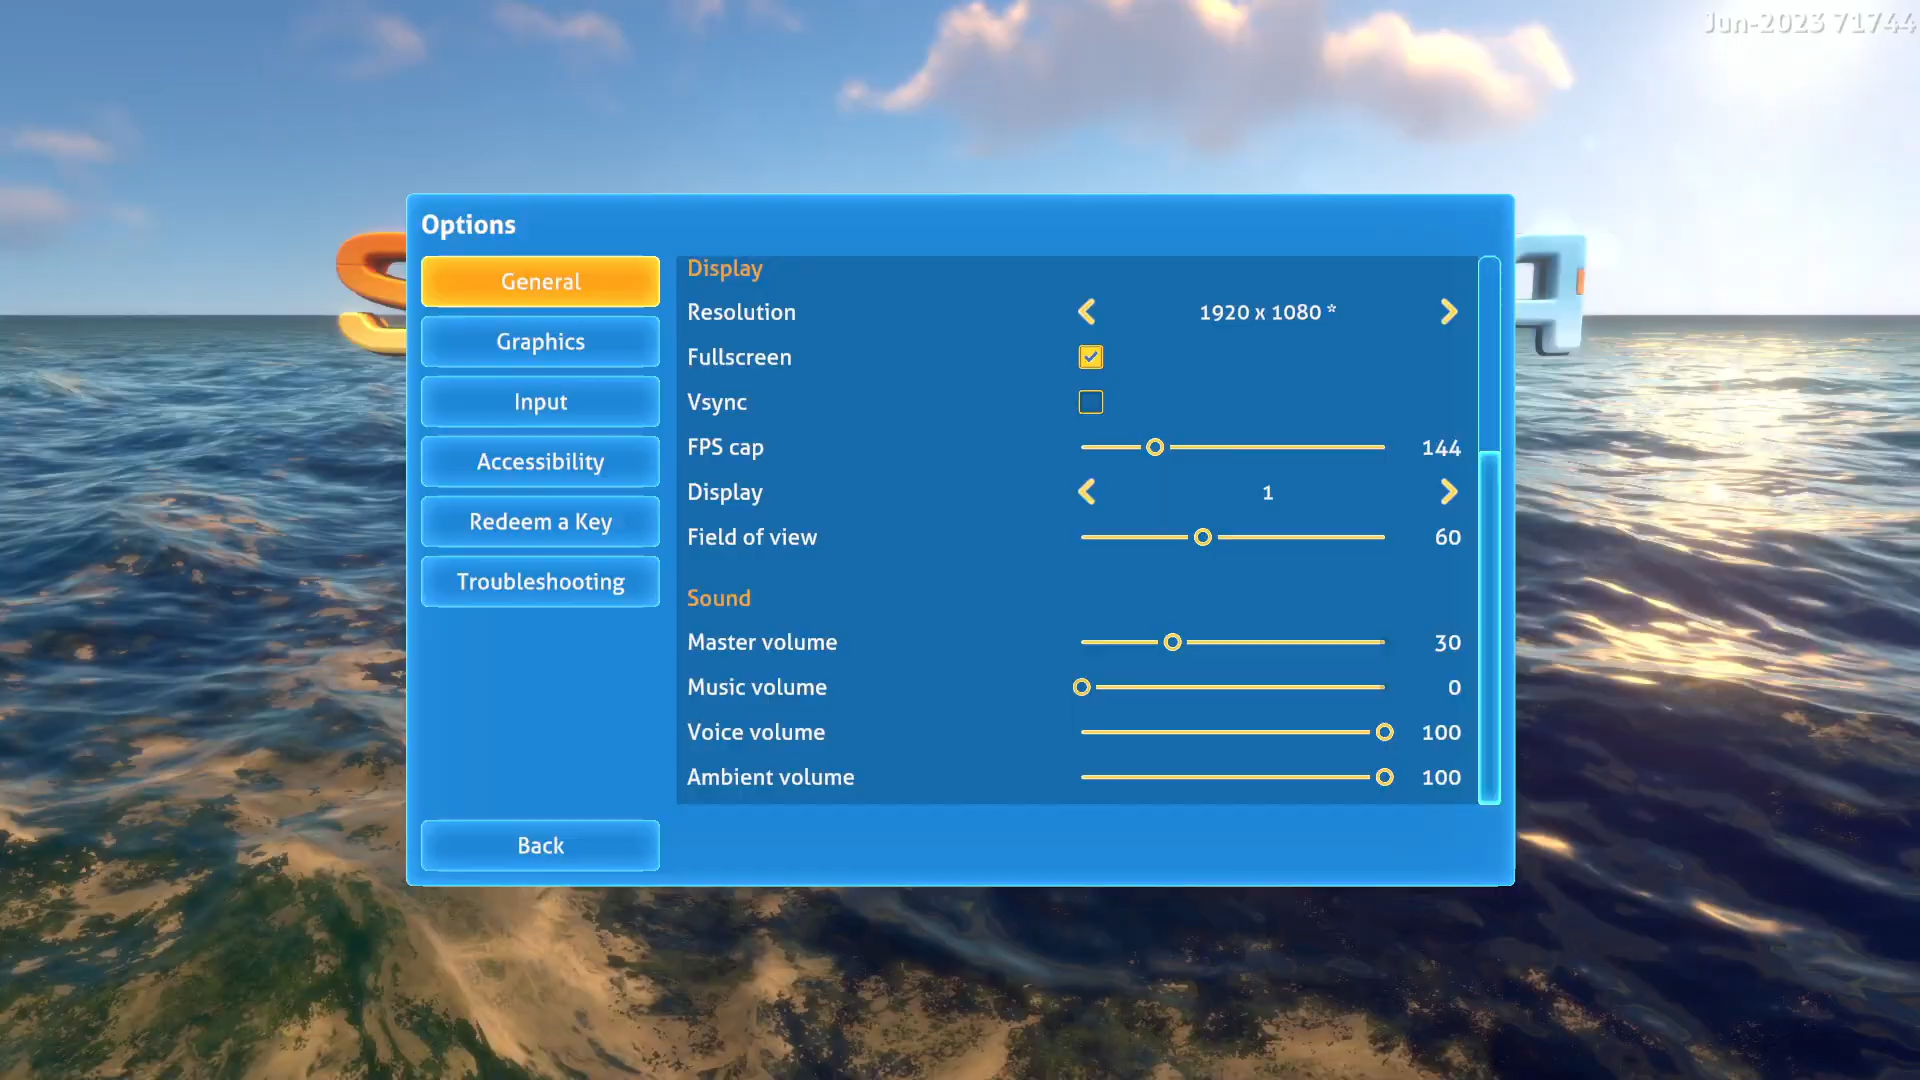 Jun-2023 71744
Options
General
Graphics
Input
Accessibility
Redeem a Key
Troubleshooting
Back
Display
Resolution 1920 x 1080 *
Fullscreen
Vsync
FPS cap 144
Display 1
Field of view 60
Sound
Master volume 30
Music volume 0
Voice volume 100
Ambient volume 100